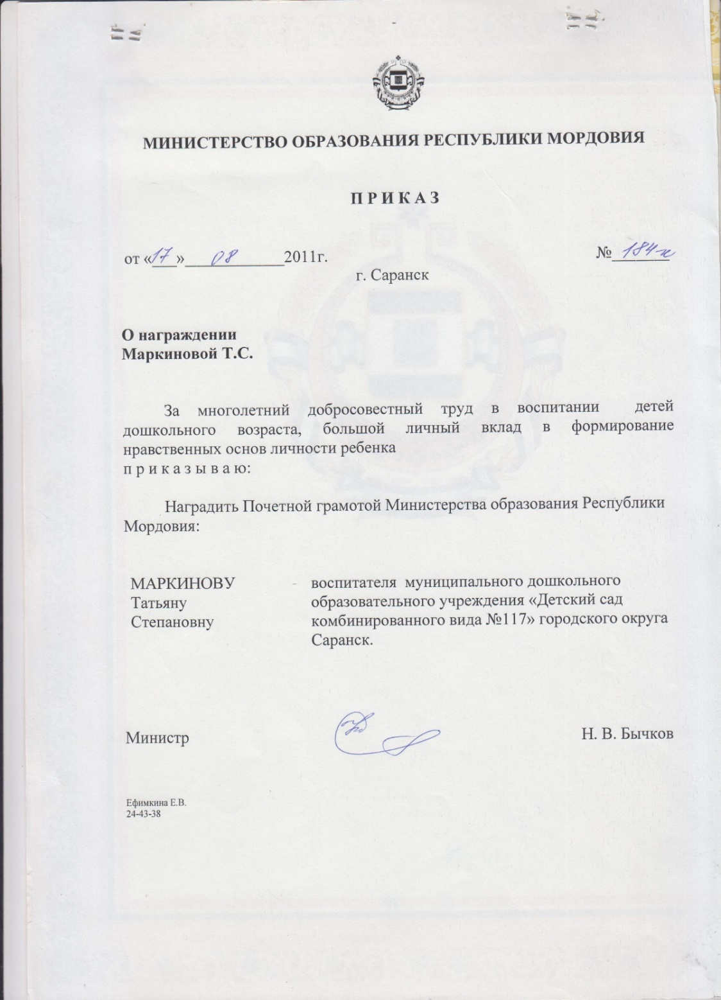 МИНИСТЕРСТВО ОБРАЗОВАНИЯ РЕСПУБЛИКИ МОРДОВИЯ
П Р И К А З
от «17» 08 2011г. № 184н
г. Саранск
О награждении
Маркиновой Т.С.
За многолетний добросовестный труд в воспитании детей
дошкольного возраста, большой личный вклад в формирование
нравственных основ личности ребенка
п р и к а з ы в а ю:
Наградить Почетной грамотой Министерства образования Республики
Мордовия:
МАРКИНОВУ - воспитателя муниципального дошкольного
Татьяну образовательного учреждения «Детский сад
Степановну комбинированного вида №117» городского округа
Саранск.
Министр Н. В. Бычков
Ефимкина Е.В.
24-43-38